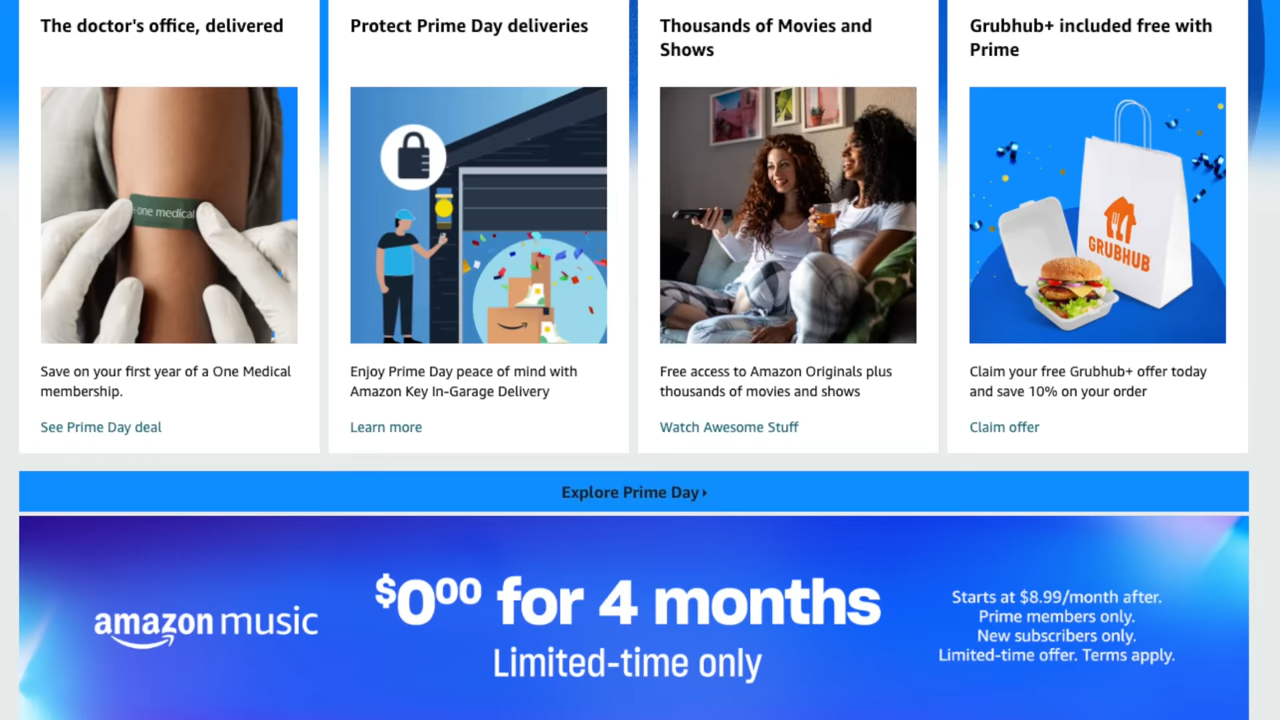 The doctor's office, delivered
one medical
Save on your first year of a One Medical
membership.
See Prime Day deal
Protect Prime Day deliveries
Enjoy Prime Day peace of mind with
Amazon Key In-Garage Delivery
Learn more
Thousands of Movies and
Shows
Free access to Amazon Originals plus
thousands of movies and shows
Watch Awesome Stuff
Grubhub+ included free with
Prime
GRUBHUB
Claim your free Grubhub+ offer today
and save 10% on your order
Claim offer
Explore Prime Day
amazon music
$000 for 4 months
Limited-time only
Starts at $8.99/month after.
Prime members only.
New subscribers only.
Limited-time offer. Terms apply.